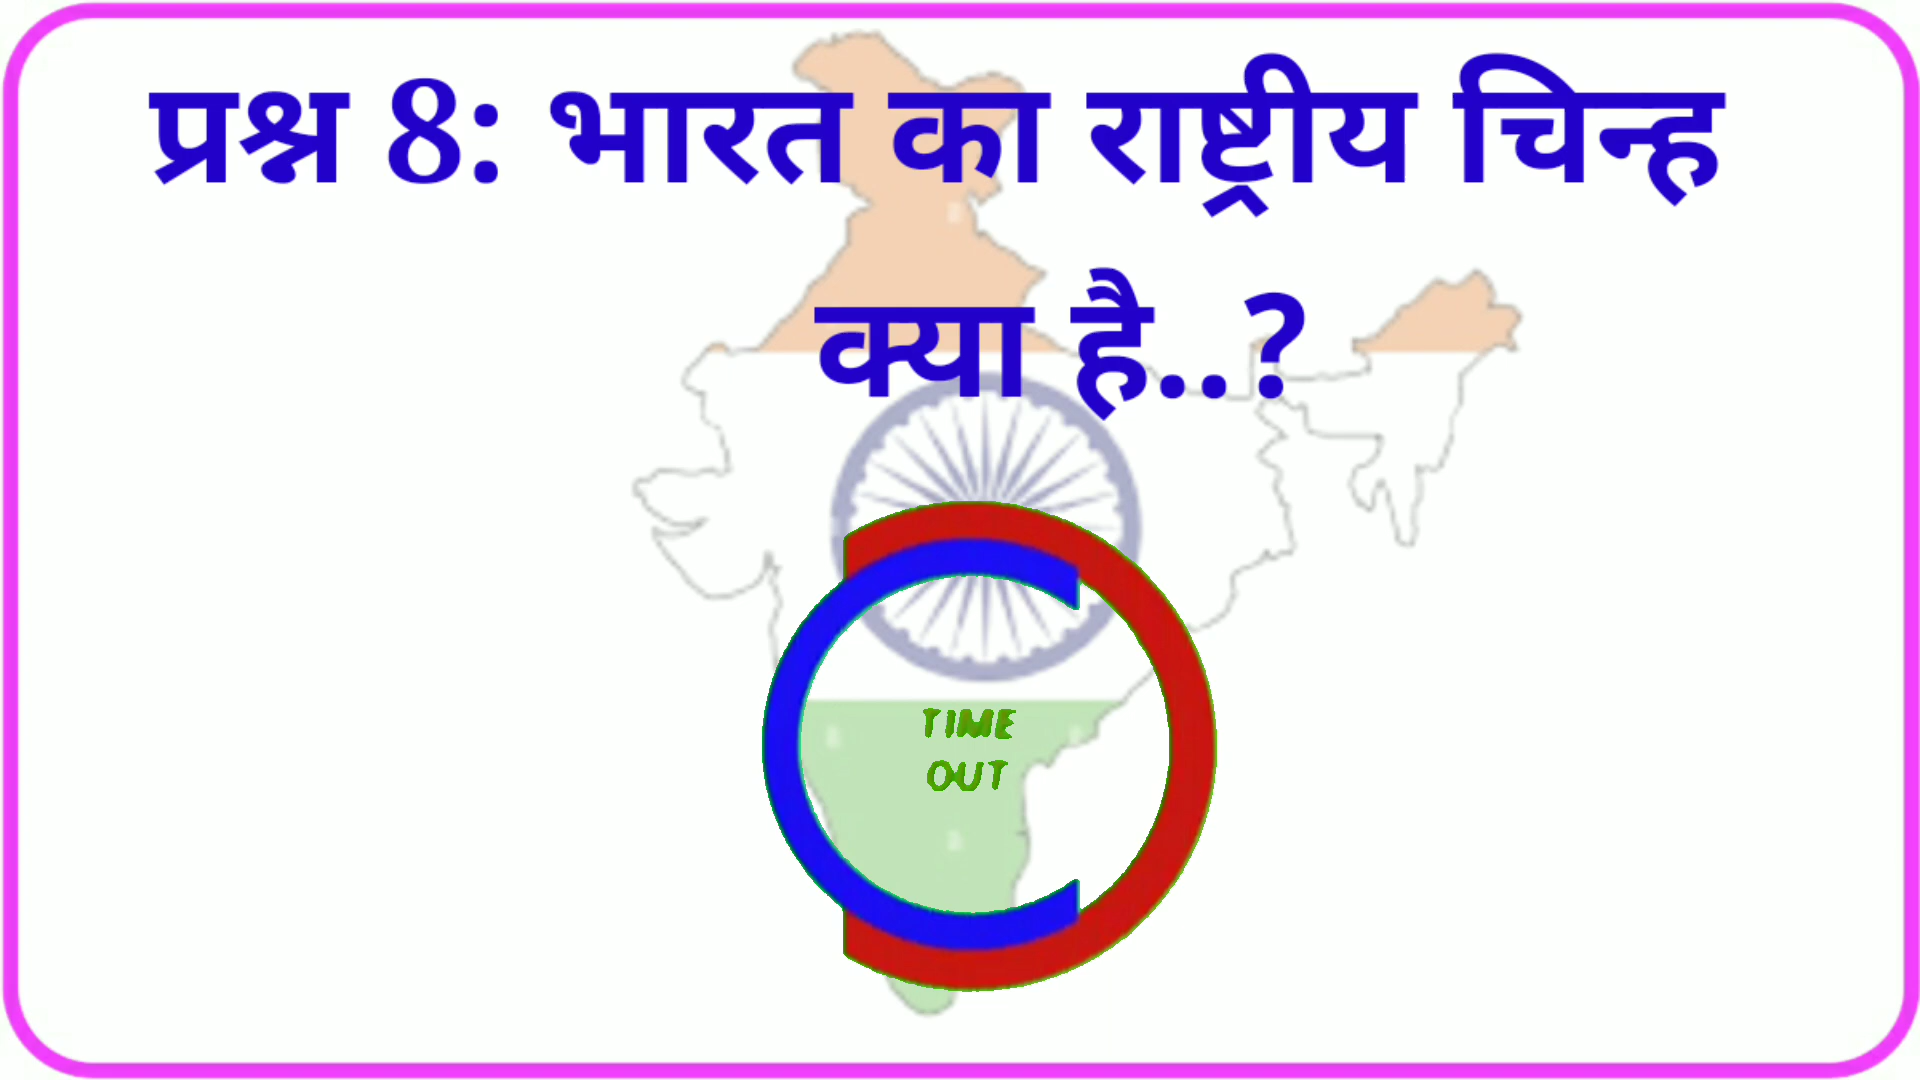 प्रश्न 8: भारत का राष्ट्रीय चिन्ह
क्या है..?
TIME
OUT